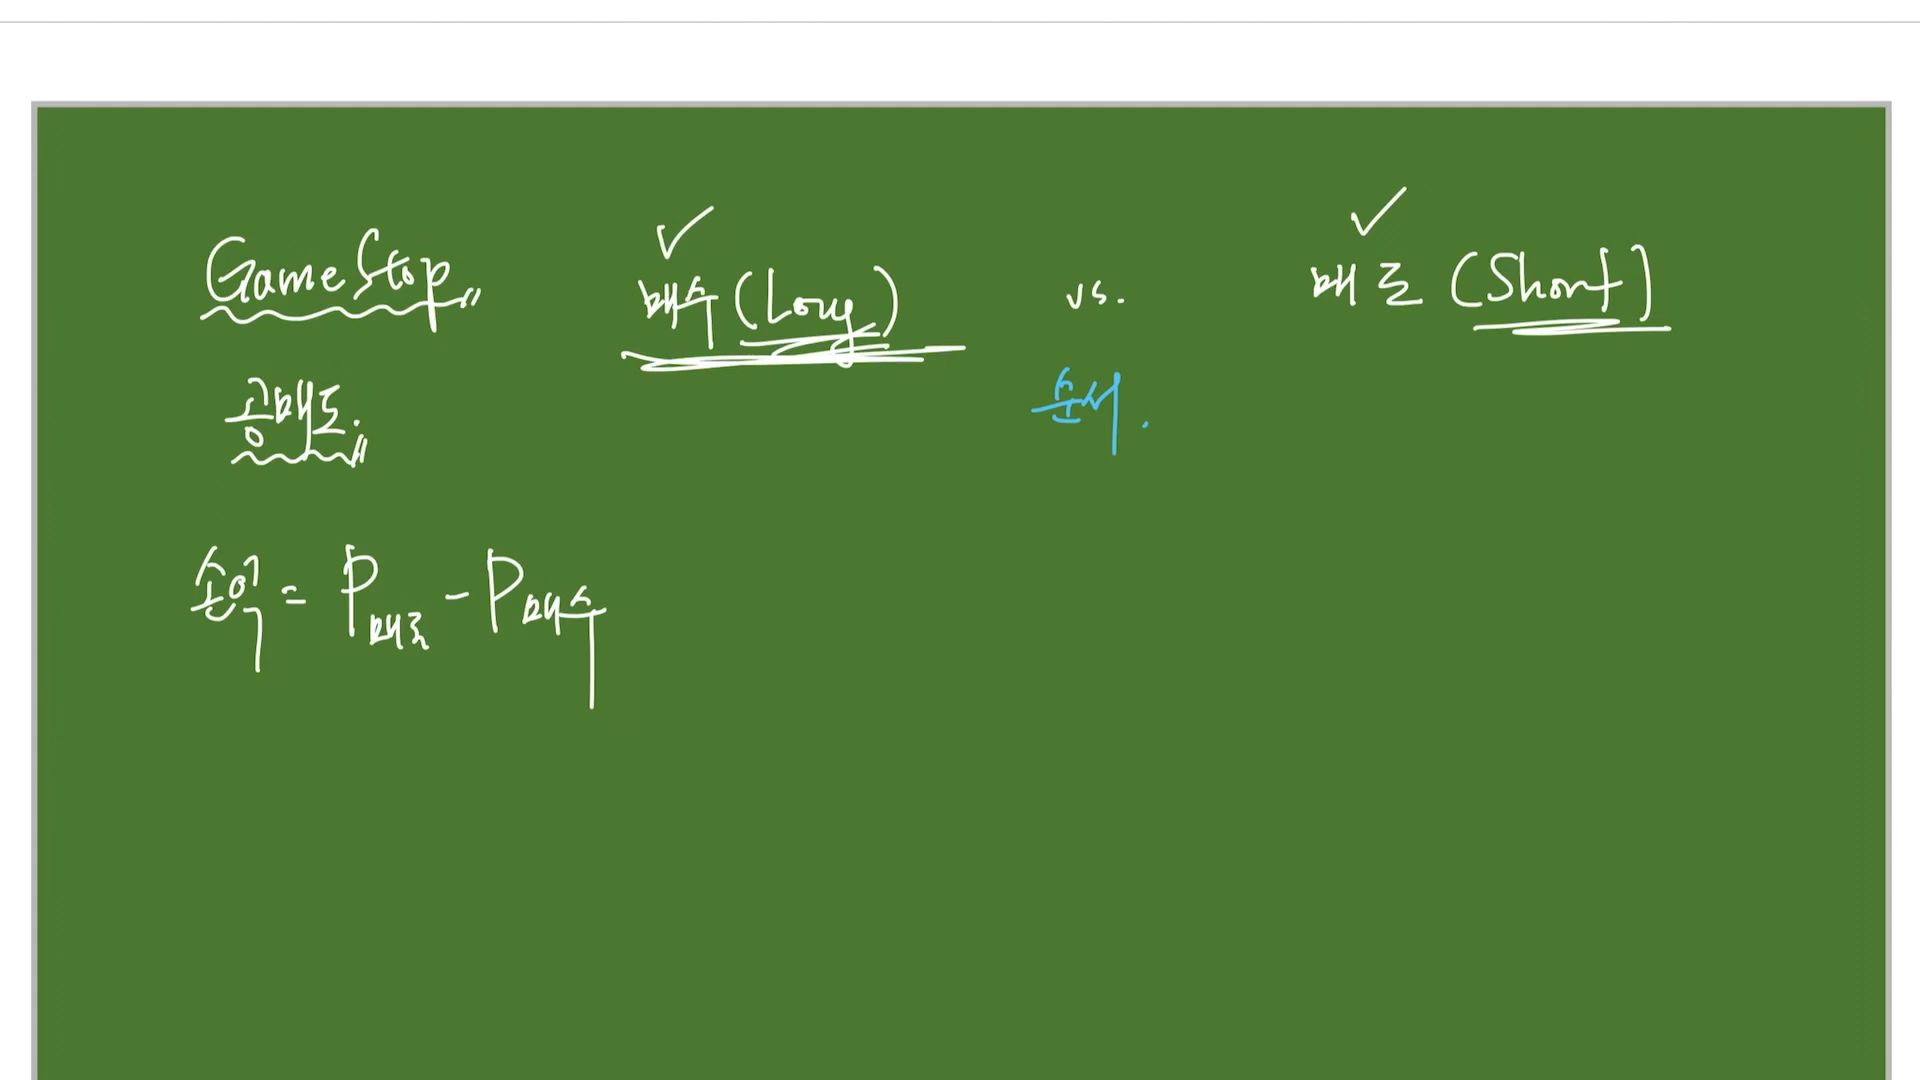 GameStop
매수 (Long) vs. 매도 (Short)
공매도.
순서.
손익 = P매도 - P매수